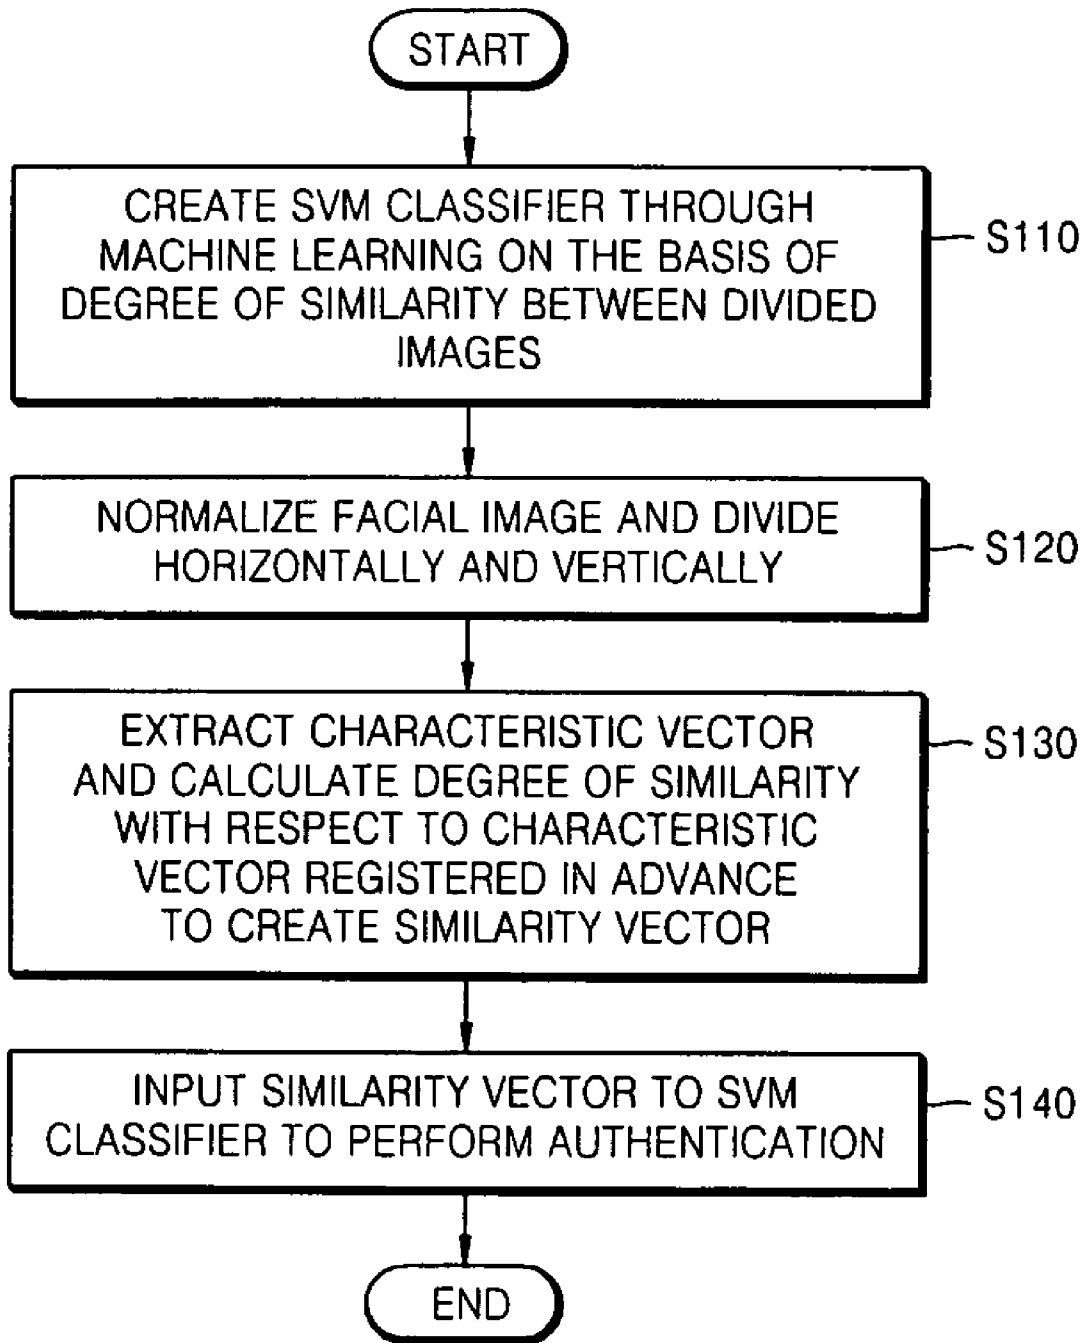 START
CREATE SVM CLASSIFIER THROUGH
MACHINE LEARNING ON THE BASIS OF
DEGREE OF SIMILARITY BETWEEN DIVIDED
IMAGES
S110
NORMALIZE FACIAL IMAGE AND DIVIDE
HORIZONTALLY AND VERTICALLY
S120
EXTRACT CHARACTERISTIC VECTOR
AND CALCULATE DEGREE OF SIMILARITY
WITH RESPECT TO CHARACTERISTIC
VECTOR REGISTERED IN ADVANCE
TO CREATE SIMILARITY VECTOR
S130
INPUT SIMILARITY VECTOR TO SVM
CLASSIFIER TO PERFORM AUTHENTICATION
S140
END